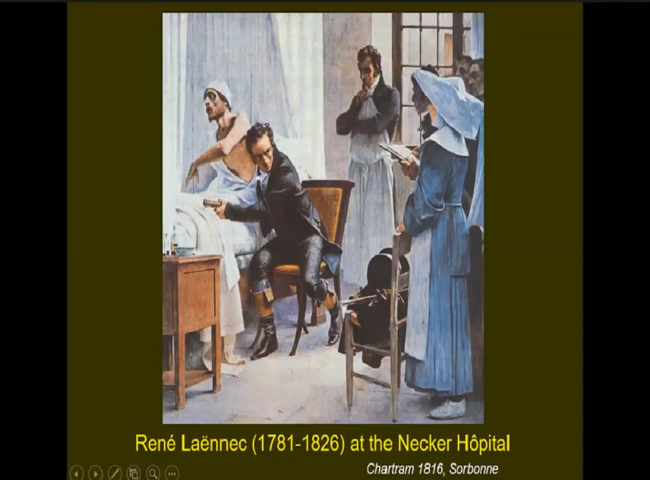 René Laënnec (1781-1826) at the Necker Hôpital
Chartram 1816, Sorbonne